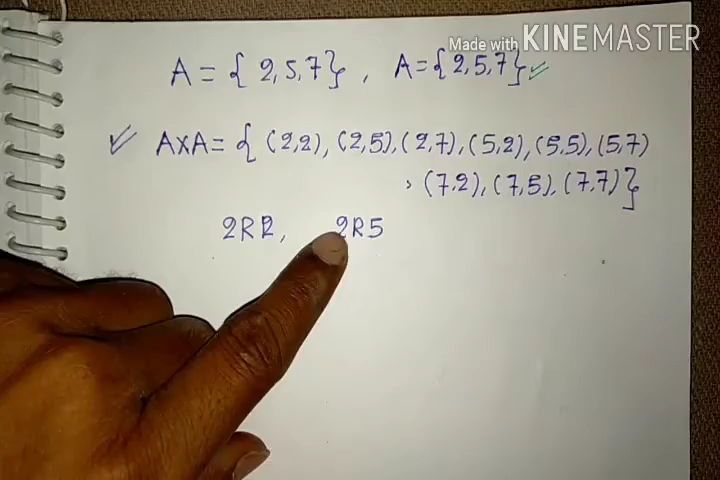 Made with KINEMASTER
A = { 2,5,7} , A={2,5,7}
AXA= { (2,2), (2,5), (2,7), (5,2), (5,5), (5,7)
, (7,2), (7,5), (7,7)}
2R2, 2R5